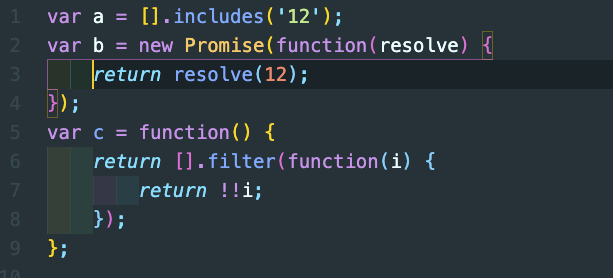 1 var a = [].includes('12');
2 var b = new Promise(function(resolve) {
3     return resolve(12);
4 });
5 var c = function() {
6     return [].filter(function(i) {
7         return !!i;
8     });
9 };
10